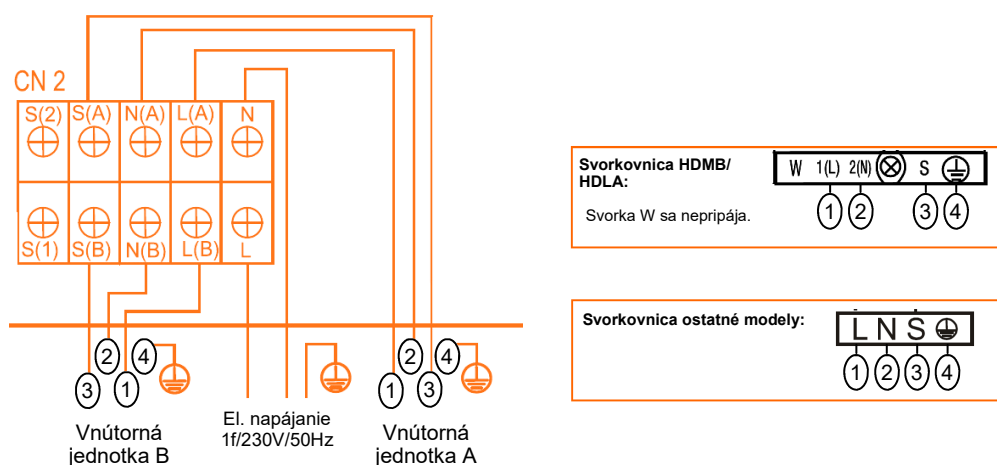 CN 2
S(2) S(A) N(A) L(A) N
S(1) S(B) N(B) L(B) L
2 4 2 4
3 1 1 3
Vnútorná
jednotka B
El. napájanie
1f/230V/50Hz
Vnútorná
jednotka A
Svorkovnica HDMB/
HDLA:
Svorka W sa nepripája.
W 1(L) 2(N) S
1 2 3 4
Svorkovnica ostatné modely:
L N S
1 2 3 4